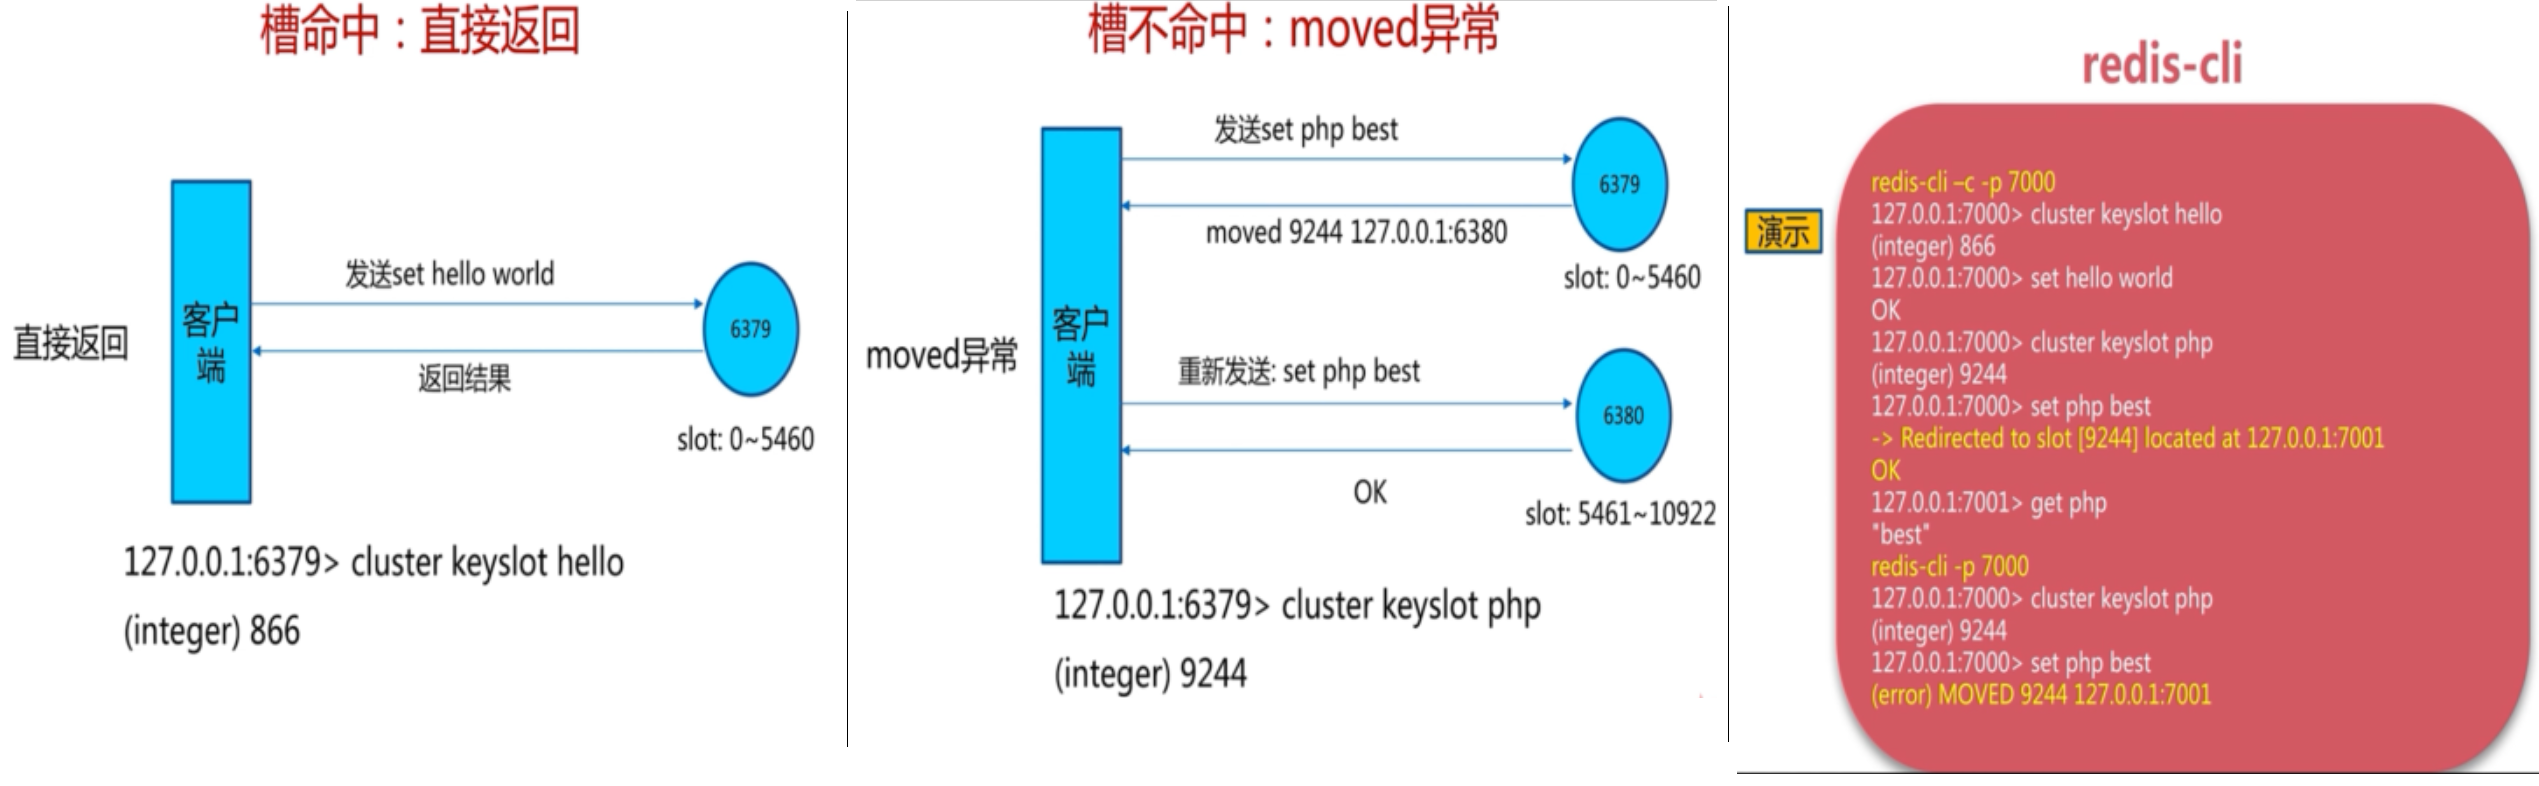 槽命中：直接返回
发送set hello world
客户
端
6379
直接返回
返回结果
slot: 0~5460
127.0.0.1:6379> cluster keyslot hello
(integer) 866
槽不命中：moved异常
发送set php best
6379
moved 9244 127.0.0.1:6380
slot: 0~5460
客户
端
moved异常
重新发送: set php best
6380
OK
slot: 5461~10922
127.0.0.1:6379> cluster keyslot php
(integer) 9244
redis-cli
演示
redis-cli –c -p 7000
127.0.0.1:7000> cluster keyslot hello
(integer) 866
127.0.0.1:7000> set hello world
OK
127.0.0.1:7000> cluster keyslot php
(integer) 9244
127.0.0.1:7000> set php best
-> Redirected to slot [9244] located at 127.0.0.1:7001
OK
127.0.0.1:7001> get php
"best"
redis-cli -p 7000
127.0.0.1:7000> cluster keyslot php
(integer) 9244
127.0.0.1:7000> set php best
(error) MOVED 9244 127.0.0.1:7001